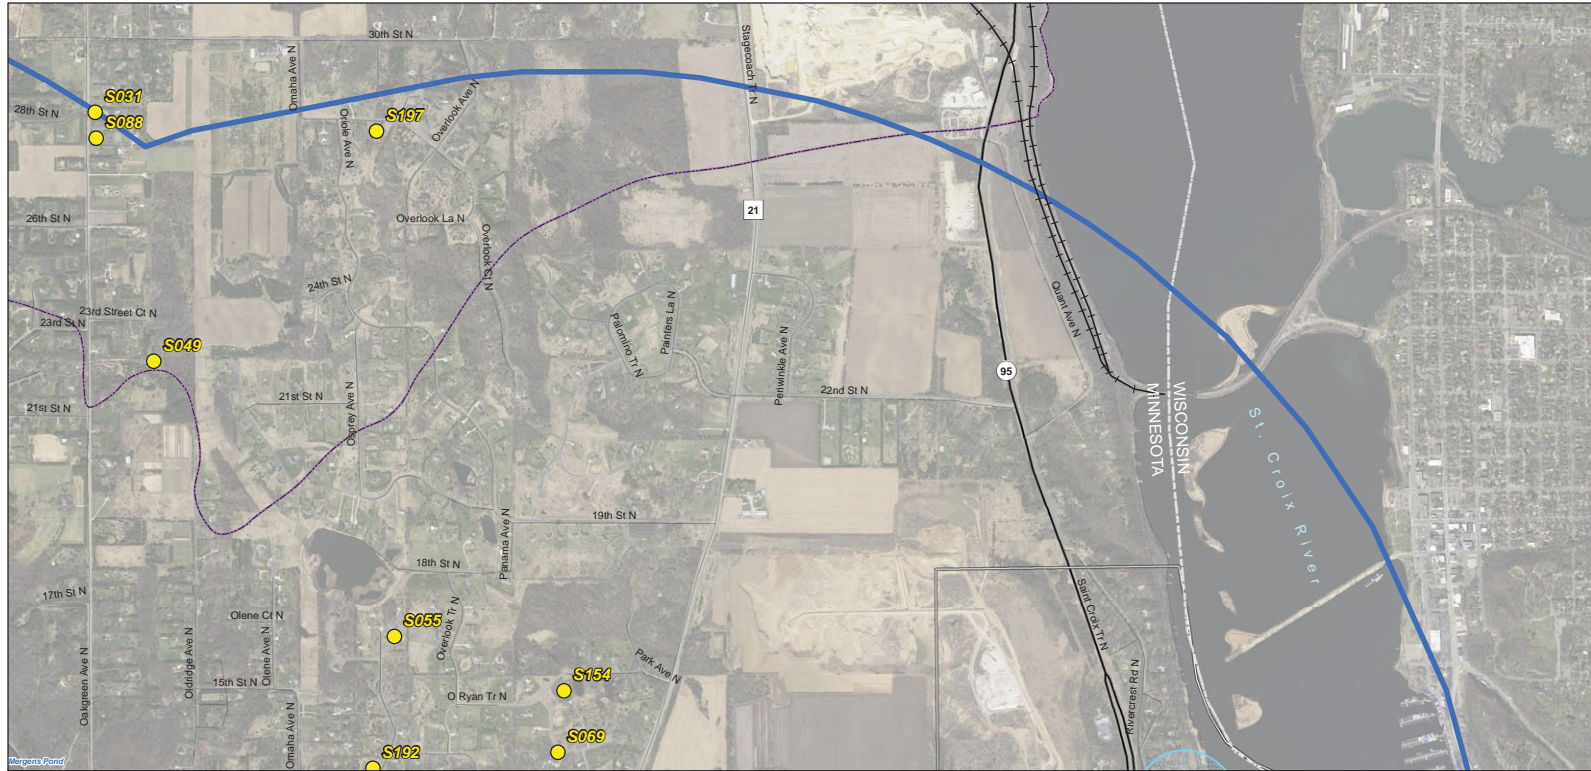 30th St N
Omaha Ave N
Stagecoach Tr N
S031
28th St N
S088
S197
Oriole Ave N
Overlook Ave N
26th St N
Overlook La N
21
Overlook Ct N
24th St N
23rd Street Ct N
23rd St N
Palomino Tr N
Painters La N
Quant Ave N
S049
Periwinkle Ave N
95
21st St N
21st St N
Osprey Ave N
22nd St N
MINNESOTA
WISCONSIN
St. Croix River
19th St N
Panama Ave N
18th St N
17th St N
Olene Ct N
Olene Ave N
S055
Overlook Tr N
Saint Croix Tr N
Oakgreen Ave N
Oldridge Ave N
15th St N
Park Ave N
S154
O Ryan Tr N
Rivercrest Rd N
Omaha Ave N
S192
S069
Mergens Pond